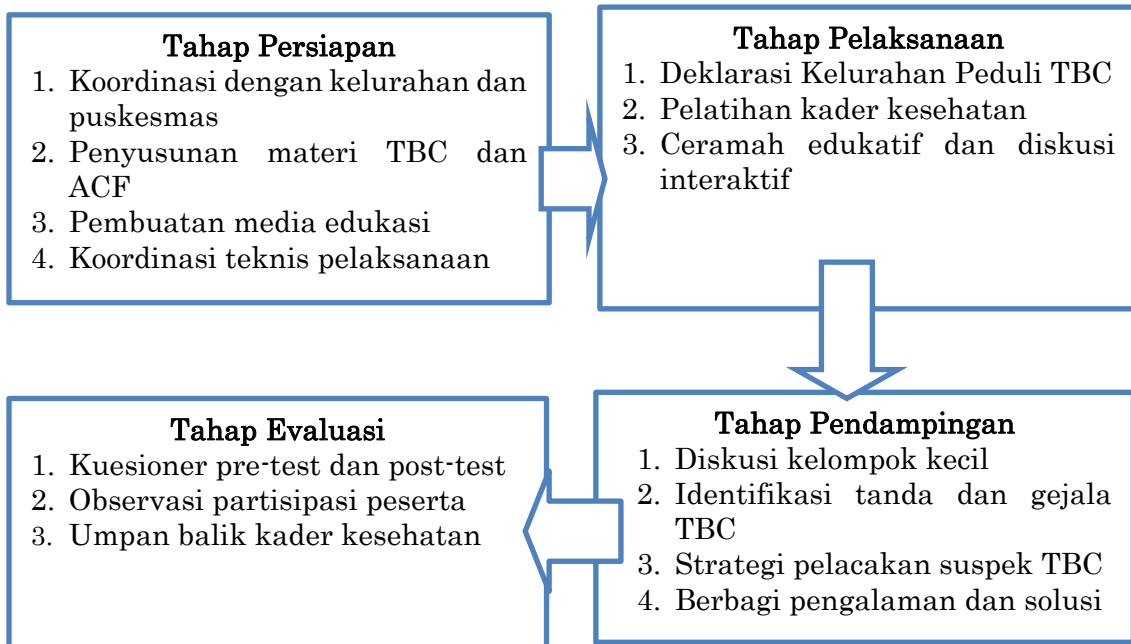 Tahap Persiapan
1. Koordinasi dengan kelurahan dan
puskesmas
2. Penyusunan materi TBC dan
ACF
3. Pembuatan media edukasi
4. Koordinasi teknis pelaksanaan
Tahap Pelaksanaan
1. Deklarasi Kelurahan Peduli TBC
2. Pelatihan kader kesehatan
3. Ceramah edukatif dan diskusi
interaktif
Tahap Pendampingan
1. Diskusi kelompok kecil
2. Identifikasi tanda dan gejala
TBC
3. Strategi pelacakan suspek TBC
4. Berbagi pengalaman dan solusi
Tahap Evaluasi
1. Kuesioner pre-test dan post-test
2. Observasi partisipasi peserta
3. Umpan balik kader kesehatan